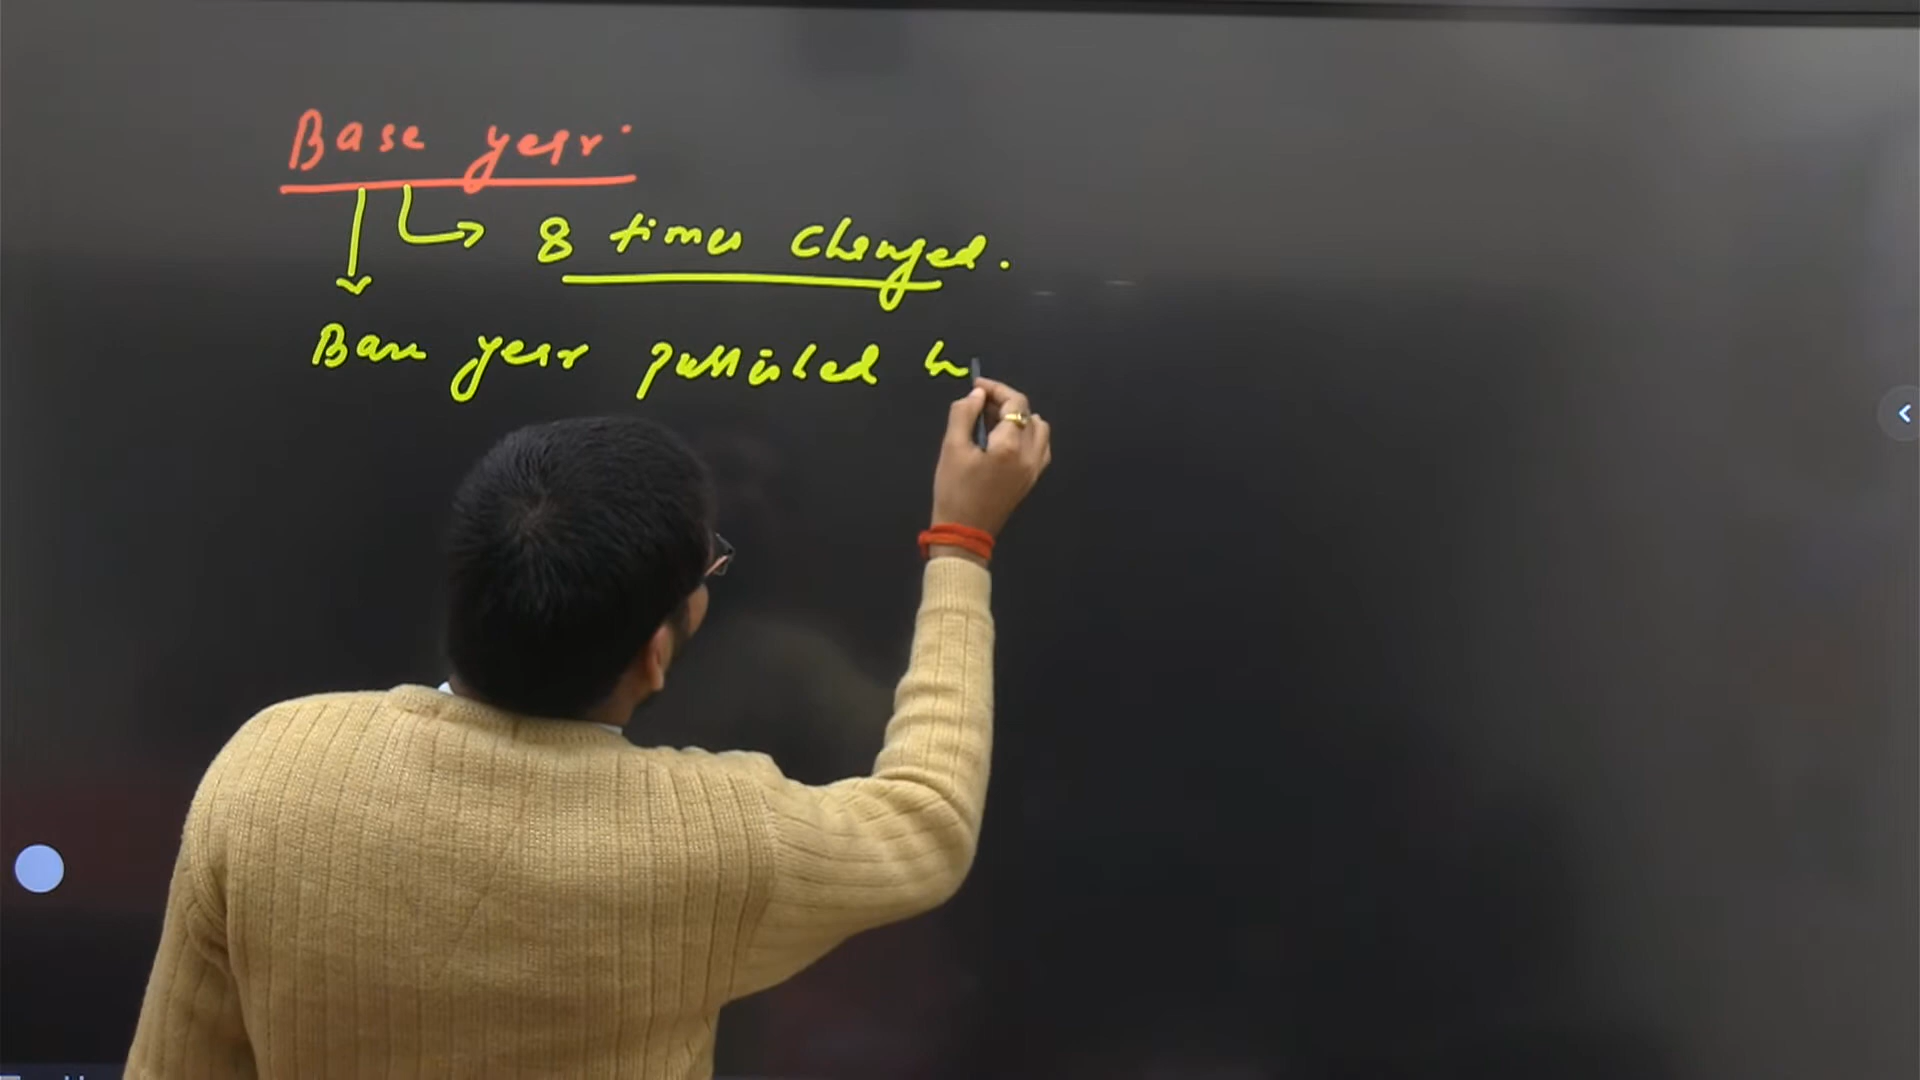 Base year.
8 times changed.
Base year published